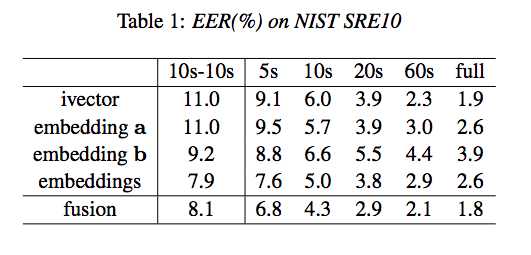 Table 1: EER(%) on NIST SRE10
10s-10s 5s 10s 20s 60s full
ivector 11.0 9.1 6.0 3.9 2.3 1.9
embedding a 11.0 9.5 5.7 3.9 3.0 2.6
embedding b 9.2 8.8 6.6 5.5 4.4 3.9
embeddings 7.9 7.6 5.0 3.8 2.9 2.6
fusion 8.1 6.8 4.3 2.9 2.1 1.8